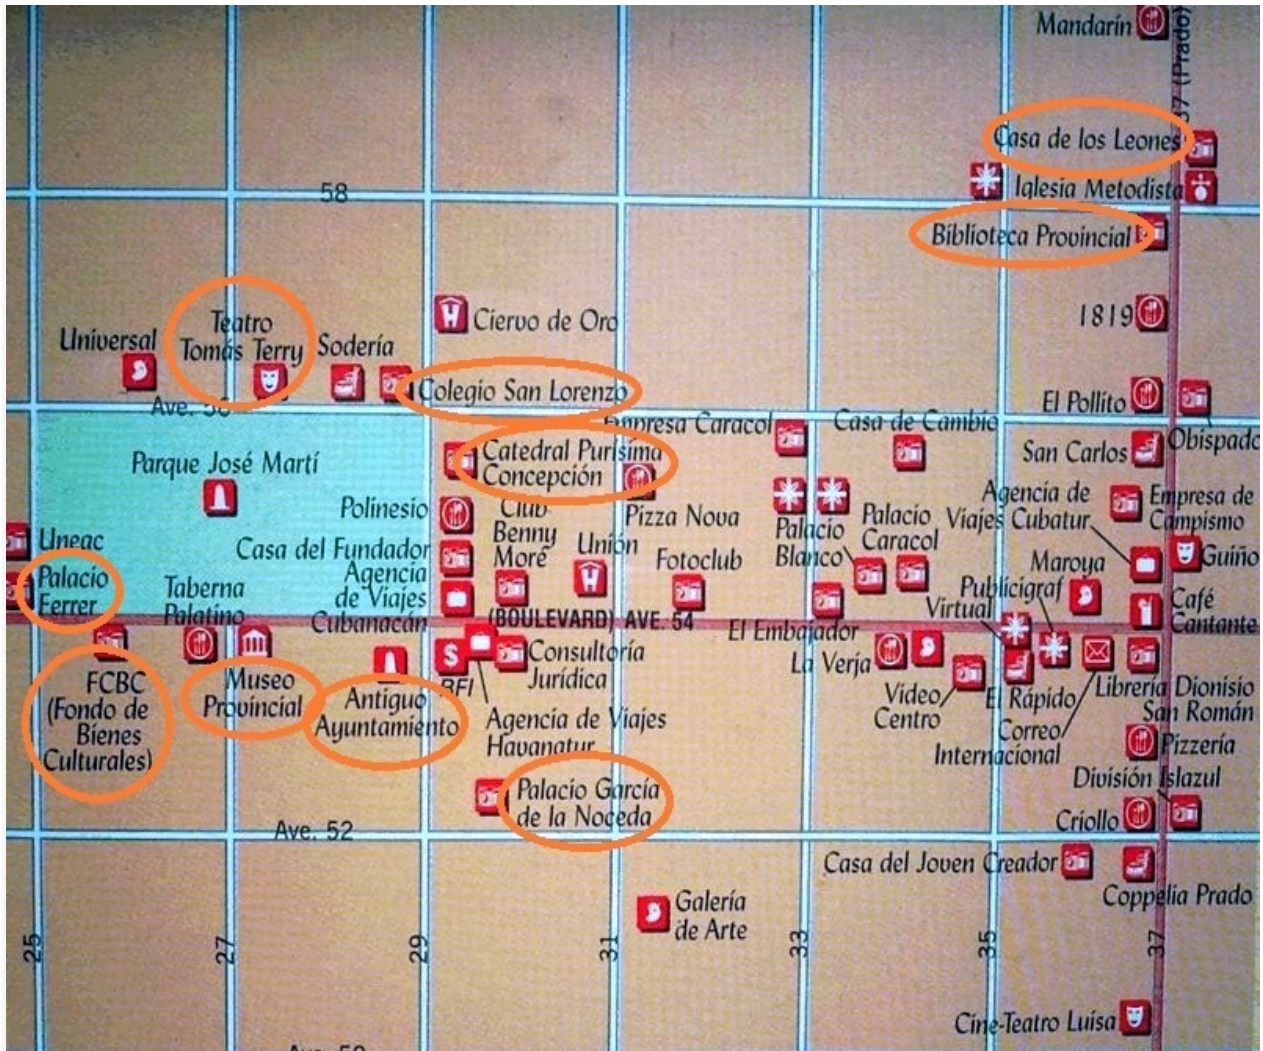 Mandarín
37 (Prado)
Casa de los Leones
Iglesia Metodista
58
Biblioteca Provincial
1819
Ciervo de Oro
Teatro
Tomás Terry
Universal
Sodería
Colegio San Lorenzo
El Pollito
Ave. 56
Obispado
Empresa Caracol
Casa de Cambio
San Carlos
Catedral Purísima
Concepción
Parque José Martí
Agencia de
Viajes Cubatur
Empresa de
Campismo
Polinesio
Club
Benny
Moré
Pizza Nova
Palacio
Blanco
Palacio
Caracol
Uneac
Casa del Fundador
Unión
Fotoclub
Maroya
Guiño
Palacio
Ferrer
Taberna
Palatino
Agencia
de Viajes
Cubanacán
Publicigraf
Virtual
Café
Cantante
(BOULEVARD) AVE. 54
El Embajador
La Verja
$
BFI
Consultoría
Jurídica
FCBC
(Fondo de
Bienes
Culturales)
Museo
Provincial
Antiguo
Ayuntamiento
Video
Centro
El Rápido
Librería Dionisio
San Román
Agencia de Viajes
Havanatur
Correo
Internacional
Pizzería
División Islazul
Palacio García
de la Noceda
Criollo
Ave. 52
Casa del Joven Creador
Coppelia Prado
Galería
de Arte
25
27
29
31
33
35
37
Cine-Teatro Luisa
Ave. 50